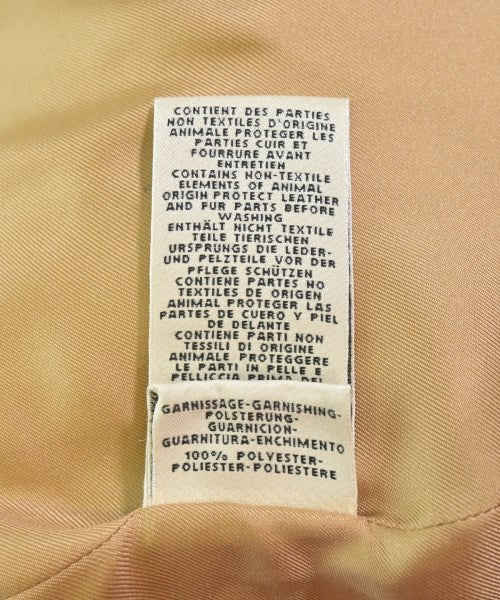 CONTIENT DES PARTIES
NON TEXTILES D'ORIGINE
ANIMALE PROTEGER LES
PARTIES CUIR ET
FOURRURE AVANT
ENTRETIEN
CONTAINS NON-TEXTILE
ELEMENTS OF ANIMAL
ORIGIN PROTECT LEATHER
AND FUR PARTS BEFORE
WASHING
ENTHÄLT NICHT TEXTILE
TEILE TIERISCHEN
URSPRUNGS DIE LEDER-
UND PELZTEILE VOR DER
PFLEGE SCHÜTZEN
CONTIENE PARTES NO
TEXTILES DE ORIGEN
ANIMAL PROTEGER LAS
PARTES DE CUERO Y PIEL
DE DELANTE
CONTIENE PARTI NON
TESSILI DI ORIGINE
ANIMALE PROTEGGERE
LE PARTI IN PELLE E
PELLICCIA PRIMA DEL
GARNISSAGE-GARNISHING-
POLSTERUNG-
GUARNICION-
GUARNITURA-ENCHIMENTO
100% POLYESTER-
POLIESTER-POLIESTERE